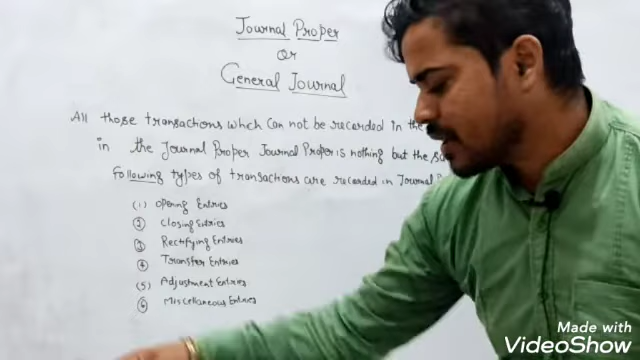 Journal Proper
or
General Journal
All those transactions which can not be recorded in the
in the Journal Proper Journal Proper is nothing but the
Following types of transactions are recorded in Journal
(1) Opening Entries
(2) Closing Entries
(3) Rectifying Entries
(4) Transfer Entries
(5) Adjustment Entries
(6) Miscellaneous Entries
Made with
VideoShow